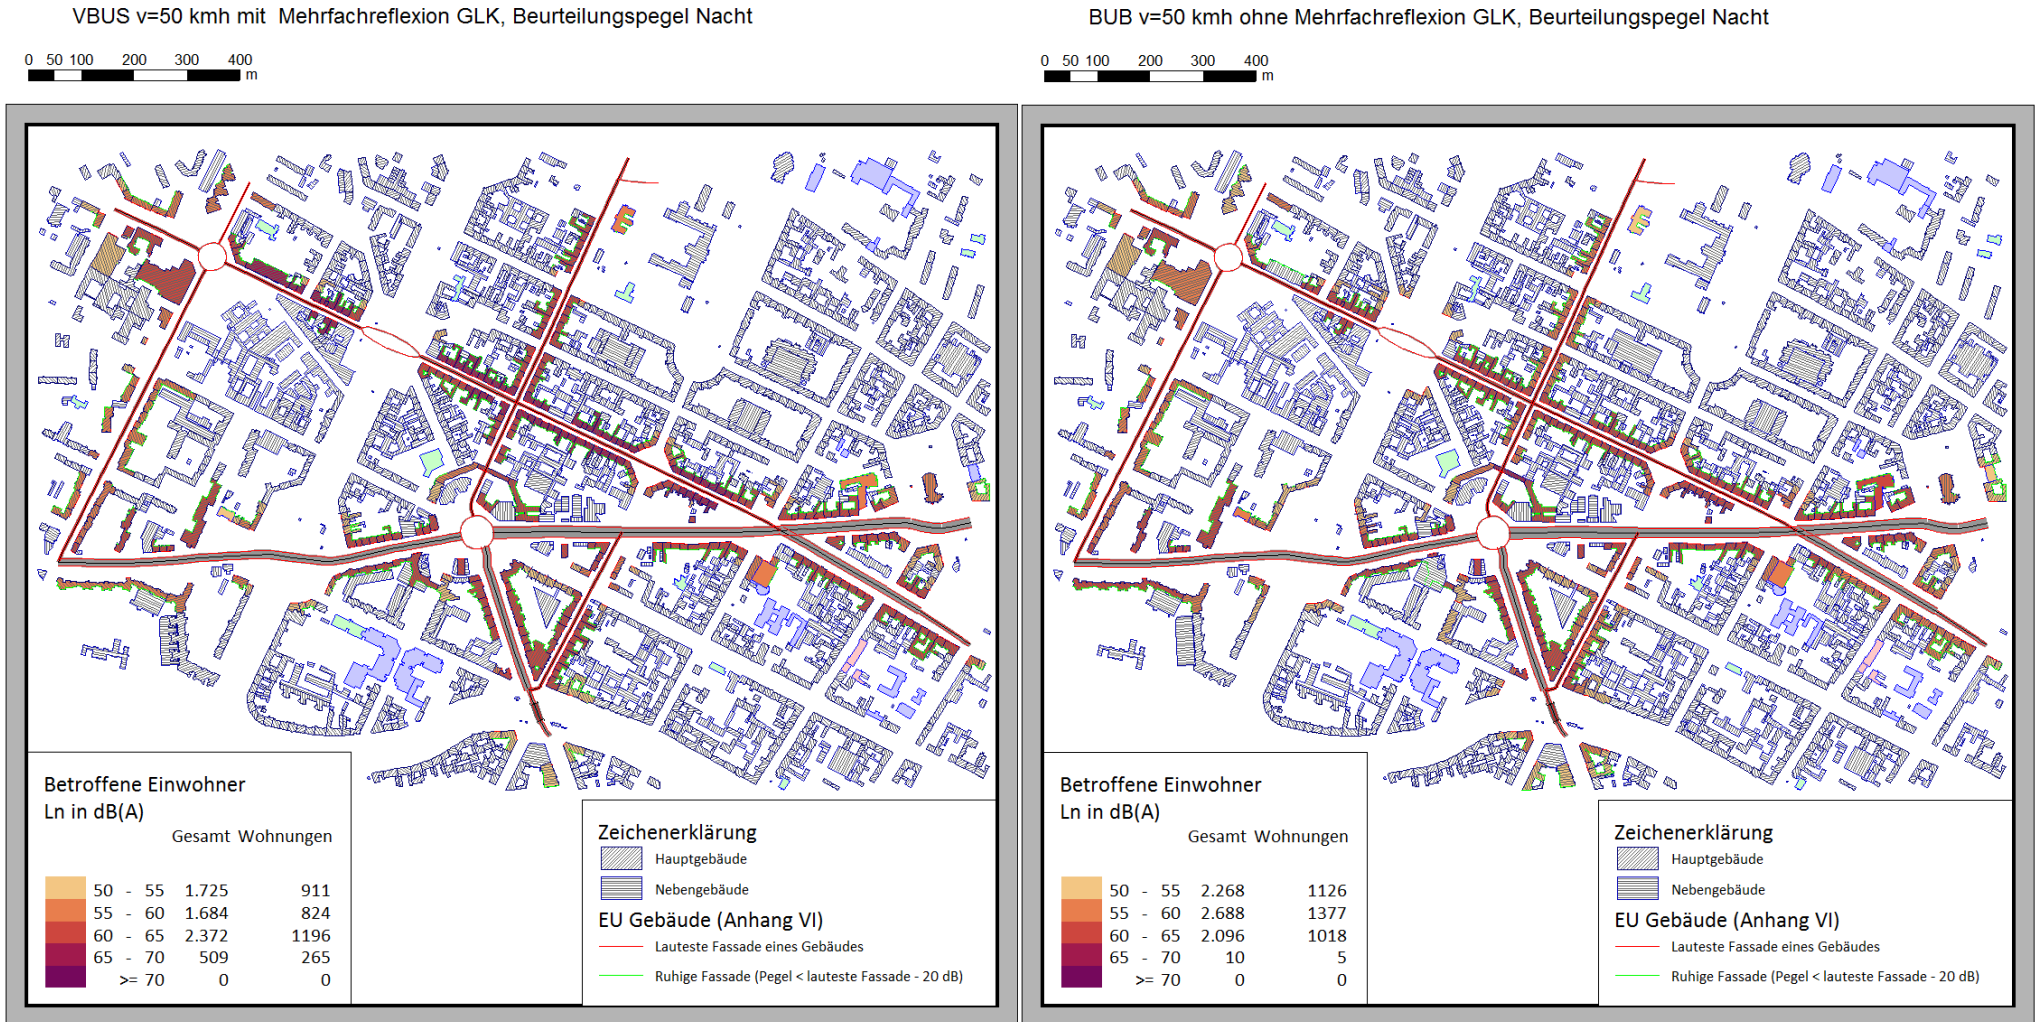 VBUS v=50 kmh mit  Mehrfachreflexion GLK, Beurteilungspegel Nacht
0 50 100 200 300 400
m
Betroffene Einwohner
Ln in dB(A)
Gesamt Wohnungen
50 - 55 1.725 911
55 - 60 1.684 824
60 - 65 2.372 1196
65 - 70 509 265
>= 70 0 0
Zeichenerklärung
Hauptgebäude
Nebengebäude
EU Gebäude (Anhang VI)
Lauteste Fassade eines Gebäudes
Ruhige Fassade (Pegel < lauteste Fassade - 20 dB)
BUB v=50 kmh ohne Mehrfachreflexion GLK, Beurteilungspegel Nacht
0 50 100 200 300 400
m
Betroffene Einwohner
Ln in dB(A)
Gesamt Wohnungen
50 - 55 2.268 1126
55 - 60 2.688 1377
60 - 65 2.096 1018
65 - 70 10 5
>= 70 0 0
Zeichenerklärung
Hauptgebäude
Nebengebäude
EU Gebäude (Anhang VI)
Lauteste Fassade eines Gebäudes
Ruhige Fassade (Pegel < lauteste Fassade - 20 dB)